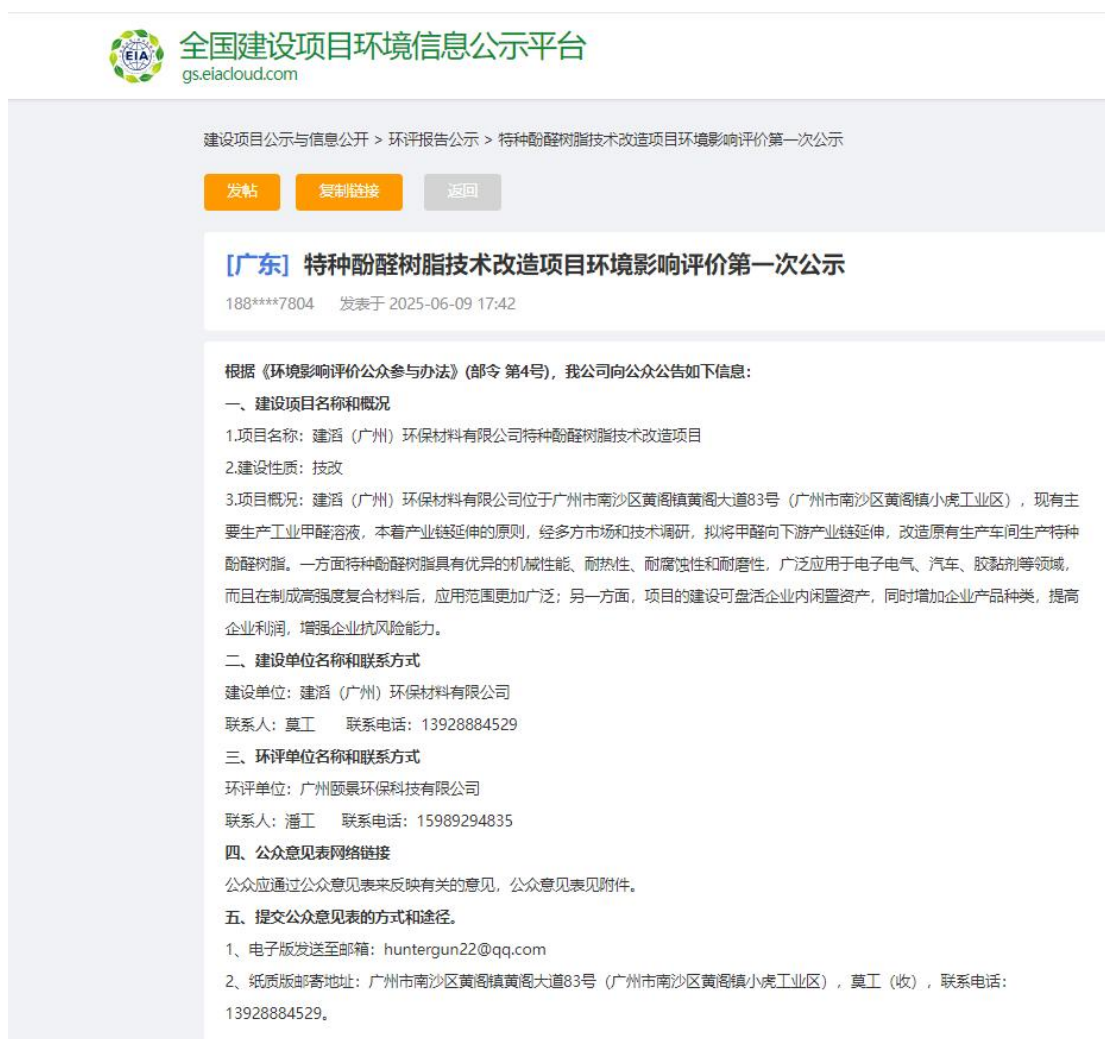 EIA
全国建设项目环境信息公示平台
gs.eiacloud.com
建设项目公示与信息公开 > 环评报告公示 > 特种酚醛树脂技术改造项目环境影响评价第一次公示
发帖 复制链接 返回
[广东] 特种酚醛树脂技术改造项目环境影响评价第一次公示
188****7804 发表于 2025-06-09 17:42
根据《环境影响评价公众参与办法》(部令 第4号)，我公司向公众公告如下信息：
一、建设项目名称和概况
1.项目名称：建滔（广州）环保材料有限公司特种酚醛树脂技术改造项目
2.建设性质：技改
3.项目概况：建滔（广州）环保材料有限公司位于广州市南沙区黄阁镇黄阁大道83号（广州市南沙区黄阁镇小虎工业区），现有主
要生产工业甲醛溶液，本着产业链延伸的原则，经多方市场和技术调研，拟将甲醛向下游产业链延伸，改造原有生产车间生产特种
酚醛树脂。一方面特种酚醛树脂具有优异的机械性能、耐热性、耐腐蚀性和耐磨性，广泛应用于电子电气、汽车、胶黏剂等领域，
而且在制成高强度复合材料后，应用范围更加广泛；另一方面，项目的建设可盘活企业内闲置资产，同时增加企业产品种类，提高
企业利润，增强企业抗风险能力。
二、建设单位名称和联系方式
建设单位：建滔（广州）环保材料有限公司
联系人：莫工 联系电话：13928884529
三、环评单位名称和联系方式
环评单位：广州颐景环保科技有限公司
联系人：潘工 联系电话：15989294835
四、公众意见表网络链接
公众应通过公众意见表来反映有关的意见，公众意见表见附件。
五、提交公众意见表的方式和途径。
1、电子版发送至邮箱：huntergun22@qq.com
2、纸质版邮寄地址：广州市南沙区黄阁镇黄阁大道83号（广州市南沙区黄阁镇小虎工业区），莫工（收），联系电话：
13928884529。